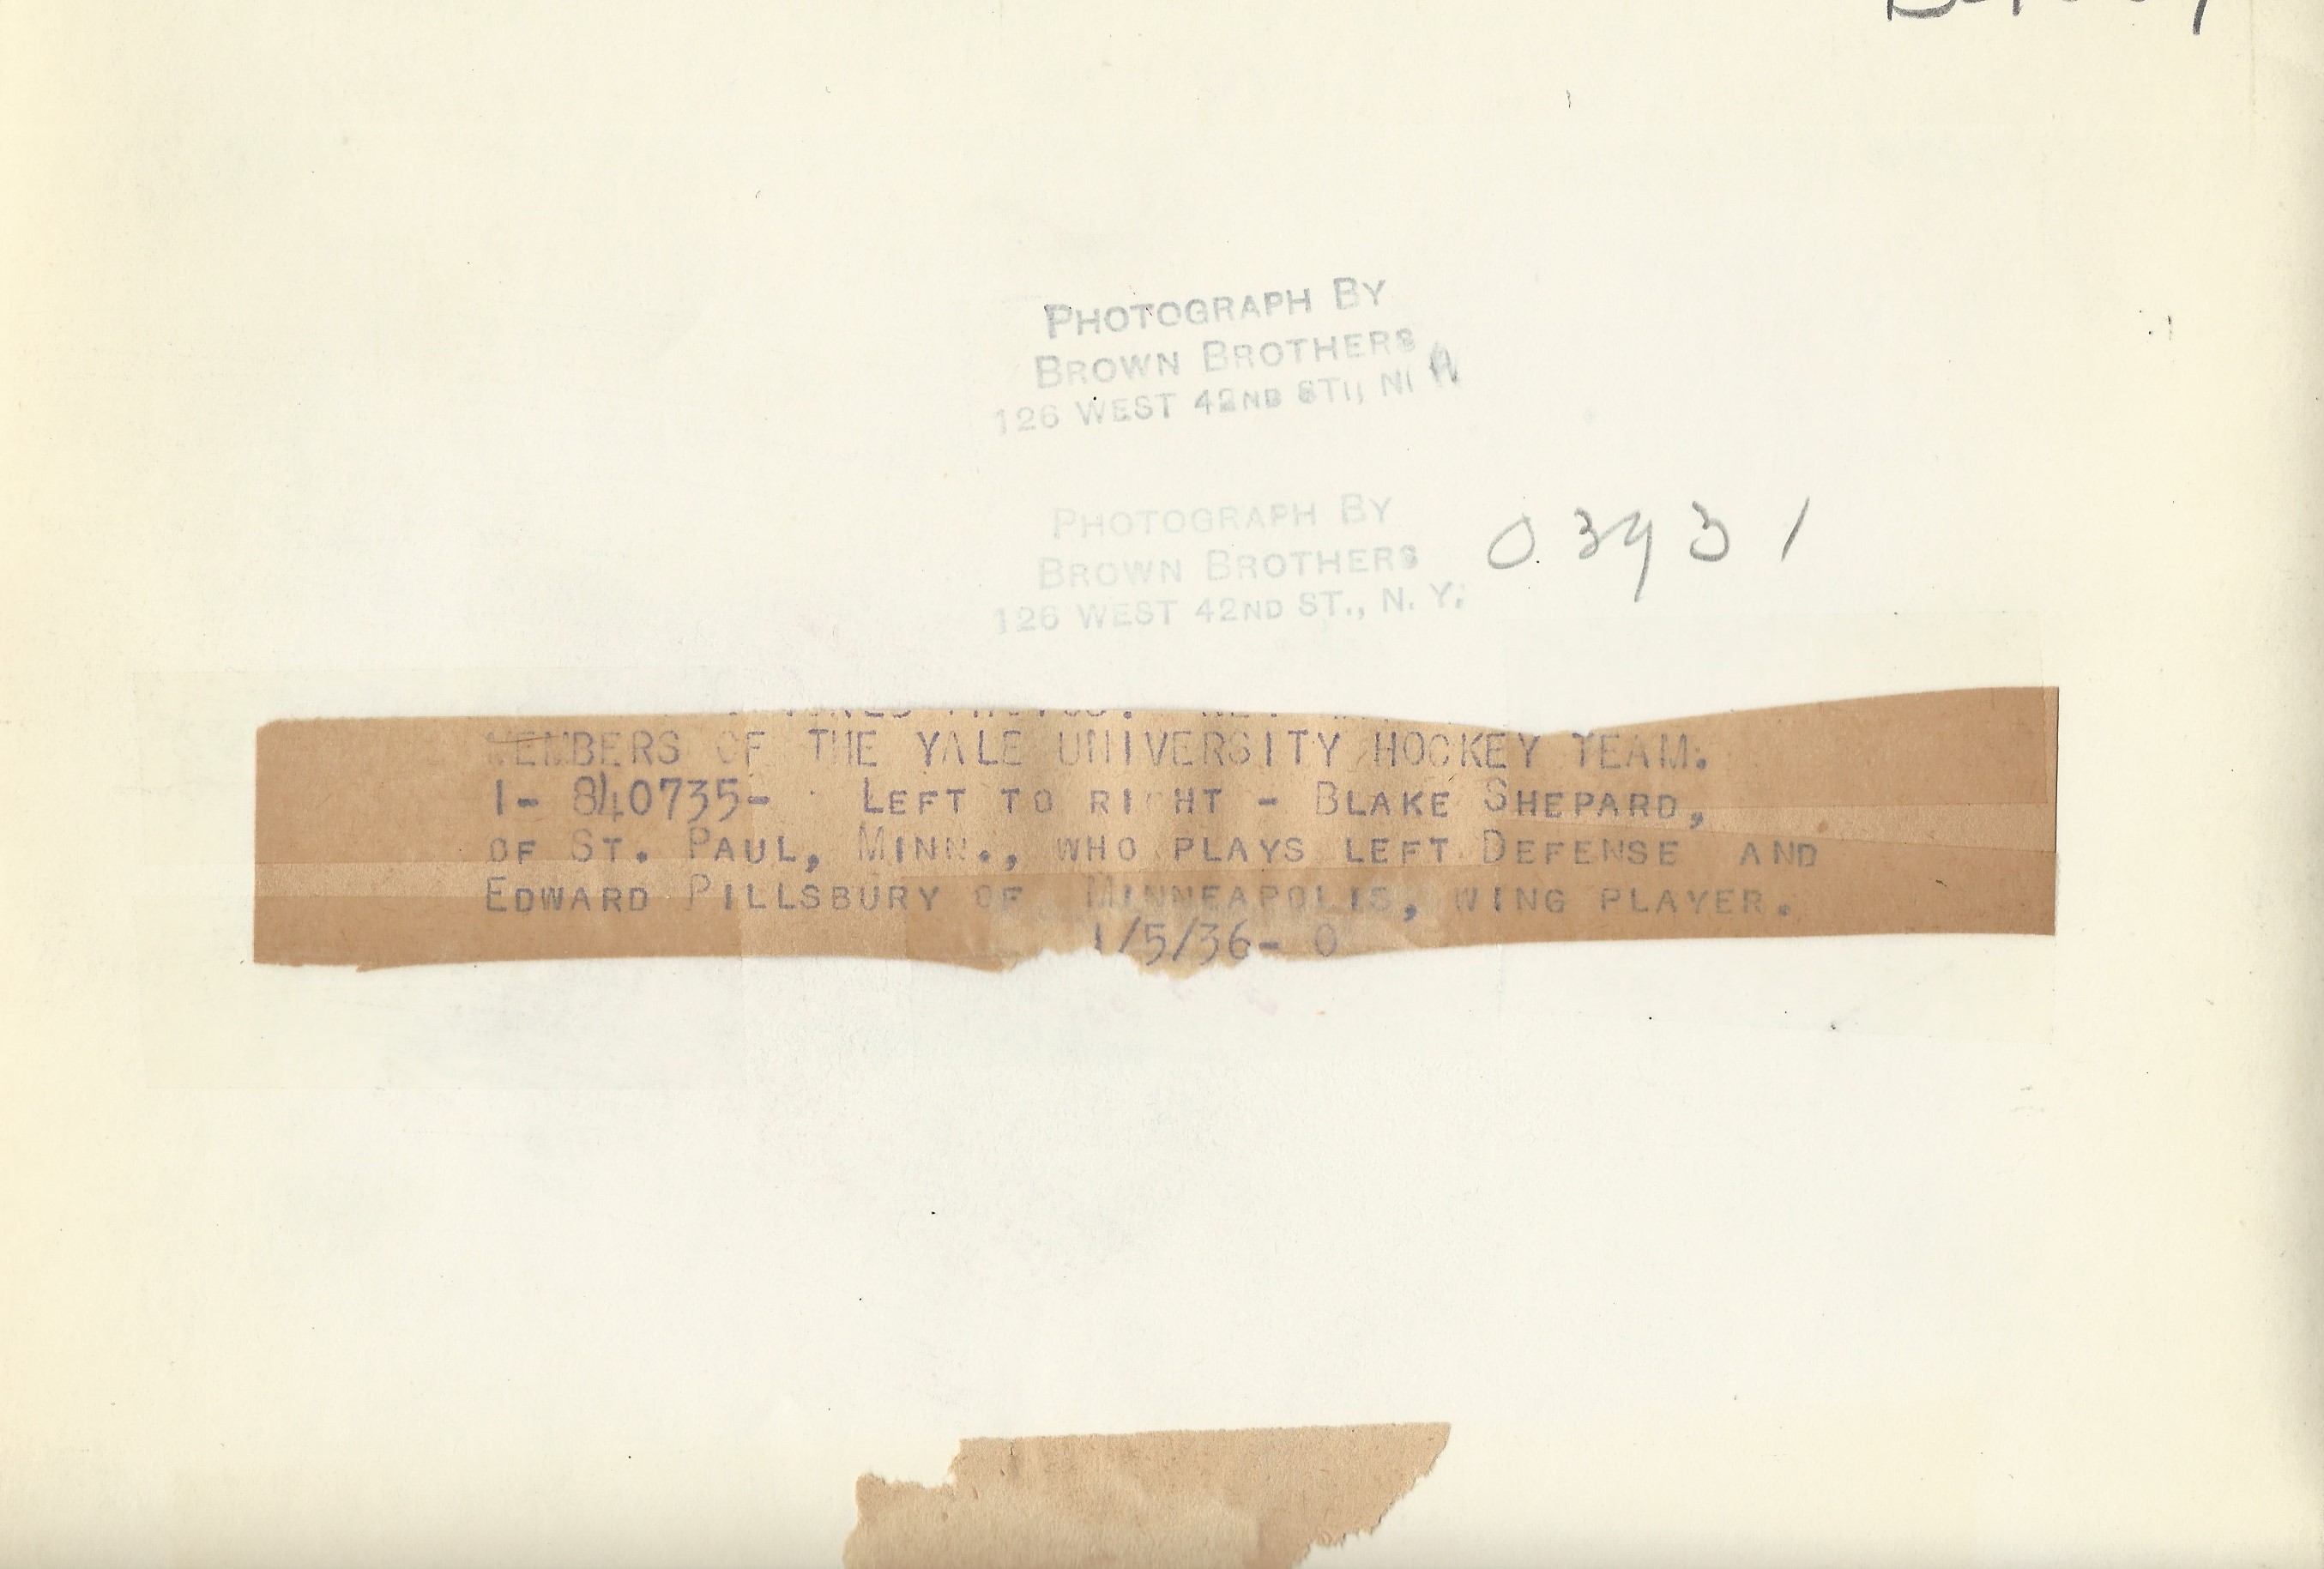 PHOTOGRAPH BY
BROWN BROTHERS
126 WEST 42ND ST., N
PHOTOGRAPH BY
BROWN BROTHERS
126 WEST 42ND ST., N. Y.
03931
MEMBERS OF THE YALE UNIVERSITY HOCKEY TEAM.
1- 840735- LEFT TO RIGHT - BLAKE SHEPARD,
OF ST. PAUL, MINN., WHO PLAYS LEFT DEFENSE AND
EDWARD PILLSBURY OF MINNEAPOLIS, WING PLAYER.
1/5/36- O